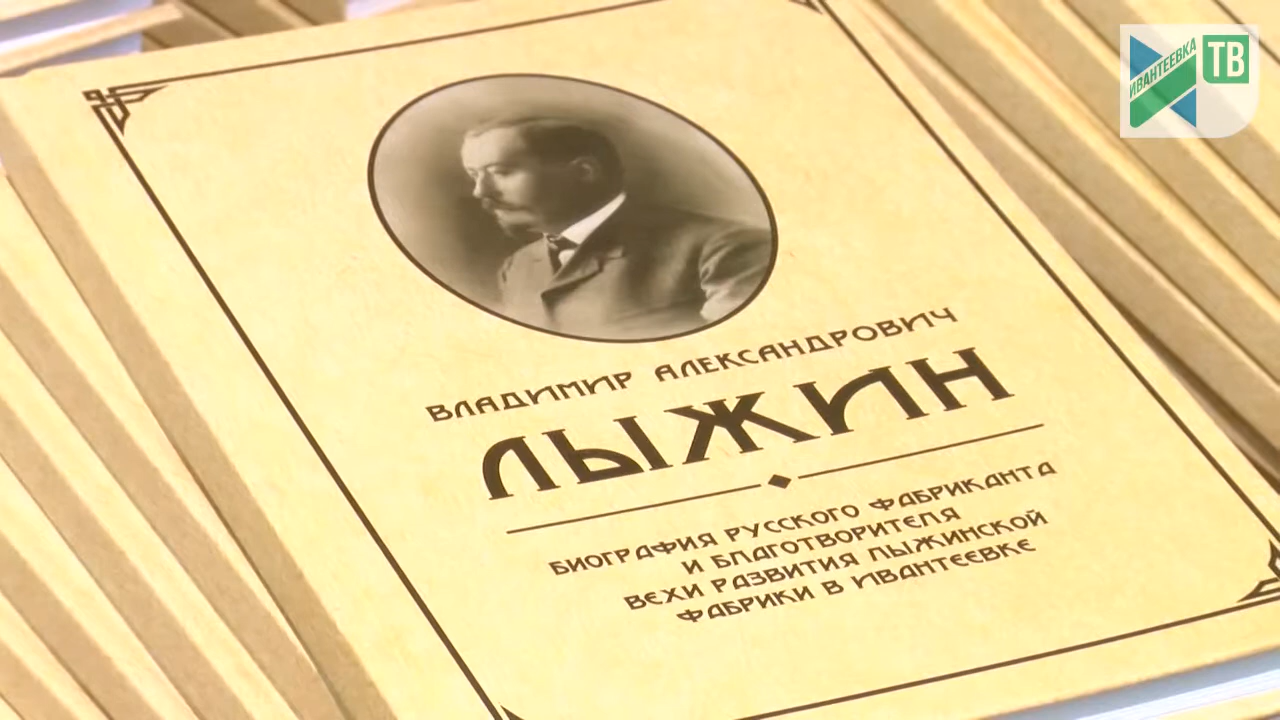 ИВАНТЕЕВКА
ТВ
ВЛАДИМИР АЛЕКСАНДРОВИЧ
ЛЫЖИН
БИОГРАФИЯ РУССКОГО ФАБРИКАНТА
И БЛАГОТВОРИТЕЛЯ
ВЕХИ РАЗВИТИЯ ЛЫЖИНСКОЙ
ФАБРИКИ В ИВАНТЕЕВКЕ